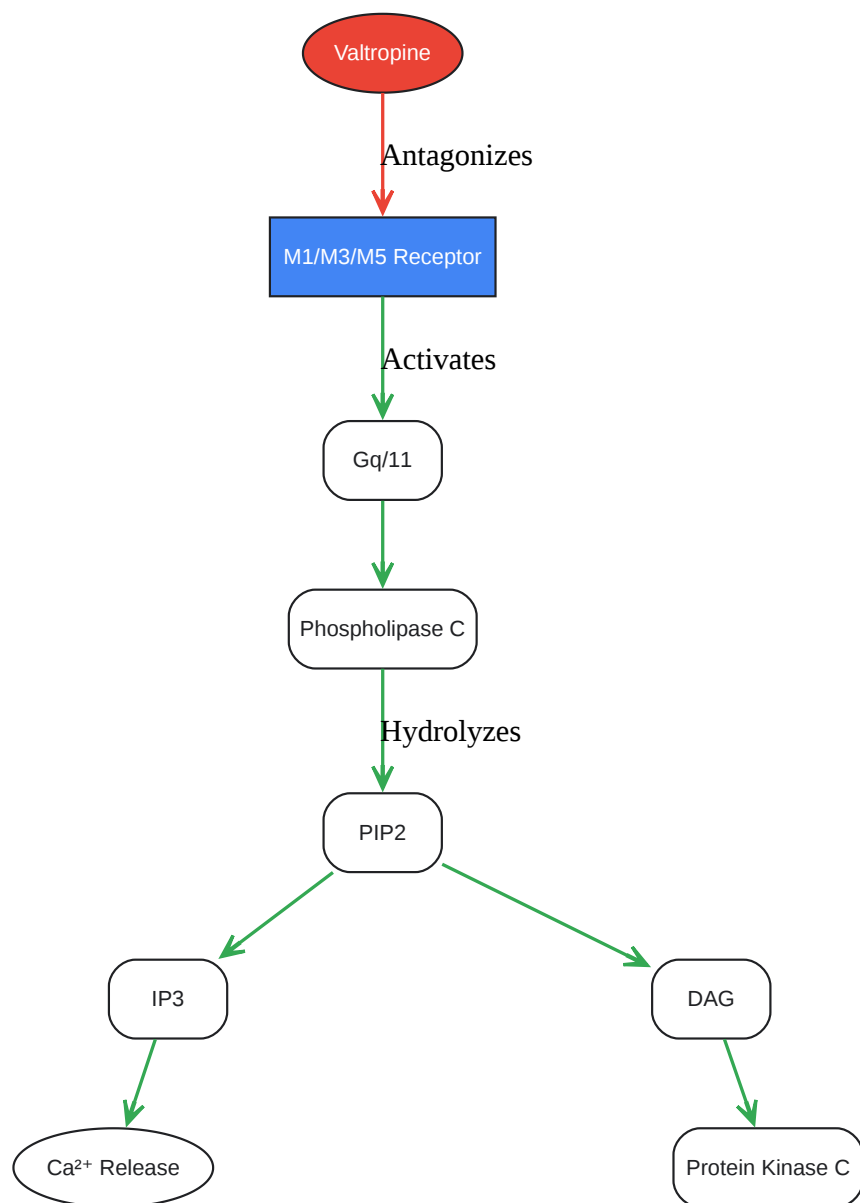 Valtropine
Antagonizes
M1/M3/M5 Receptor
Activates
Gq/11
Phospholipase C
Hydrolyzes
PIP2
IP3
DAG
Ca²⁺ Release
Protein Kinase C